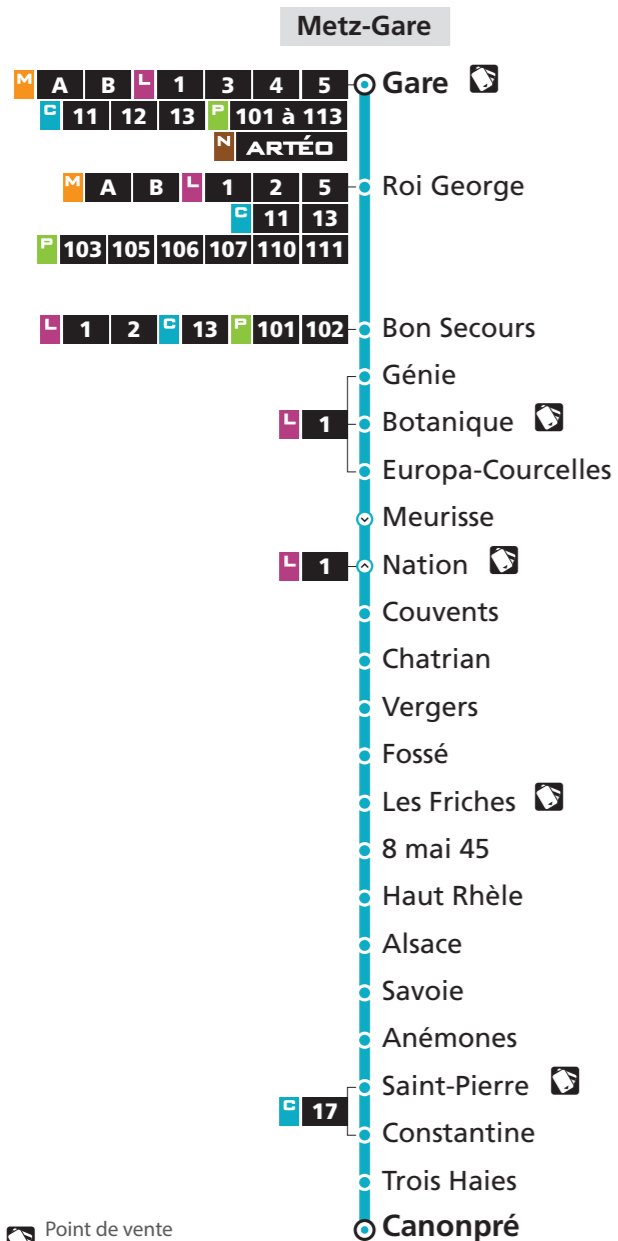 Metz-Gare
M A B L 1 3 4 5 Gare
C 11 12 13 P 101 à 113
N ARTÉO
M A B L 1 2 5 Roi George
C 11 13
P 103 105 106 107 110 111
L 1 2 C 13 P 101 102 Bon Secours
Génie
L 1 Botanique
Europa-Courcelles
Meurisse
L 1 Nation
Couvents
Chatrian
Vergers
Fossé
Les Friches
8 mai 45
Haut Rhèle
Alsace
Savoie
Anémones
Saint-Pierre
C 17
Constantine
Trois Haies
Canonpré
Point de vente